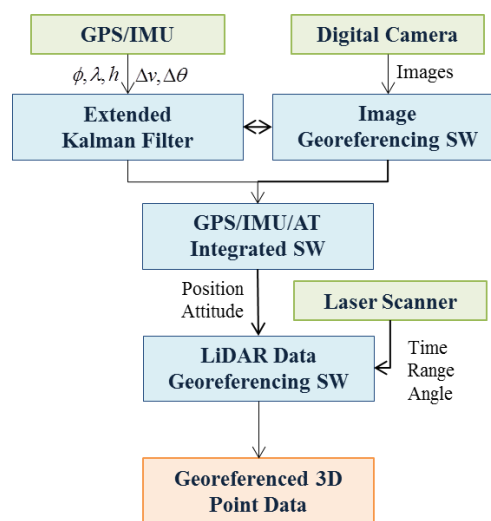 GPS/IMU
Digital Camera
ϕ, λ, h
Δv, Δθ
Images
Extended
Kalman Filter
Image
Georeferencing SW
GPS/IMU/AT
Integrated SW
Position
Attitude
Laser Scanner
LiDAR Data
Georeferencing SW
Time
Range
Angle
Georeferenced 3D
Point Data